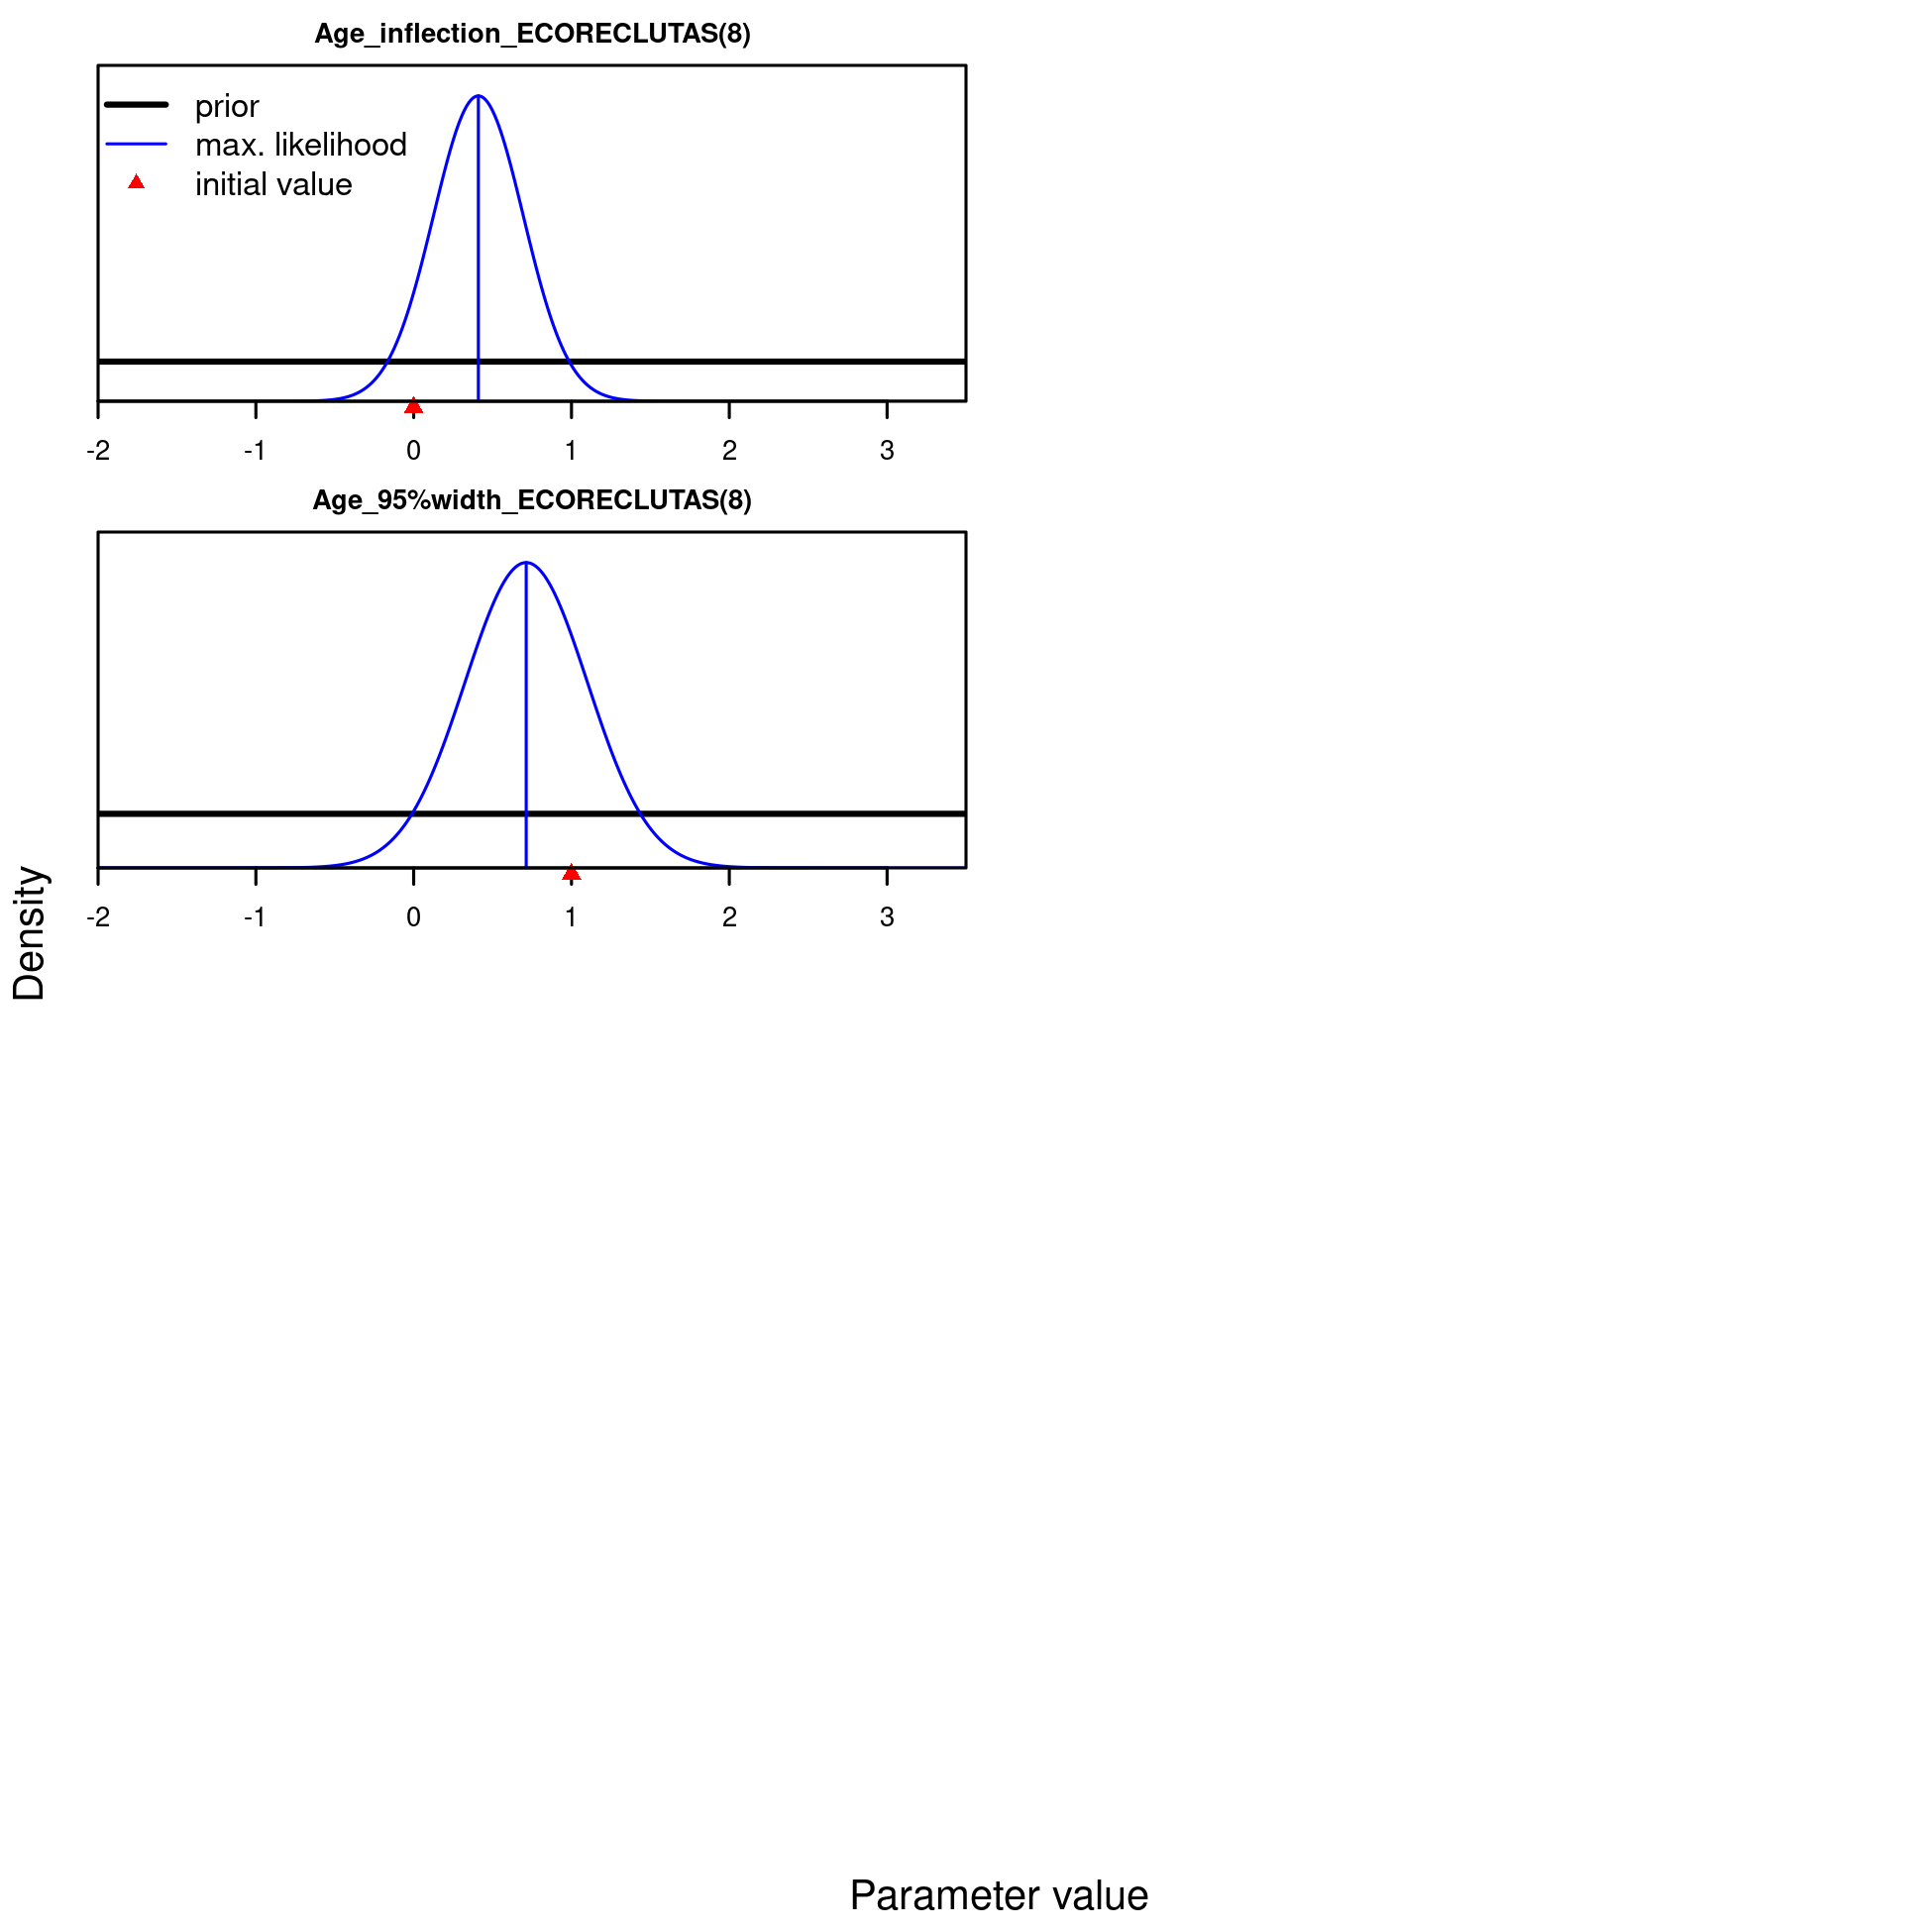 Age_inflection_ECORECLUTAS(8)
prior
max. likelihood
initial value
-2 -1 0 1 2 3
Age_95%width_ECORECLUTAS(8)
-2 -1 0 1 2 3
Density
Parameter value